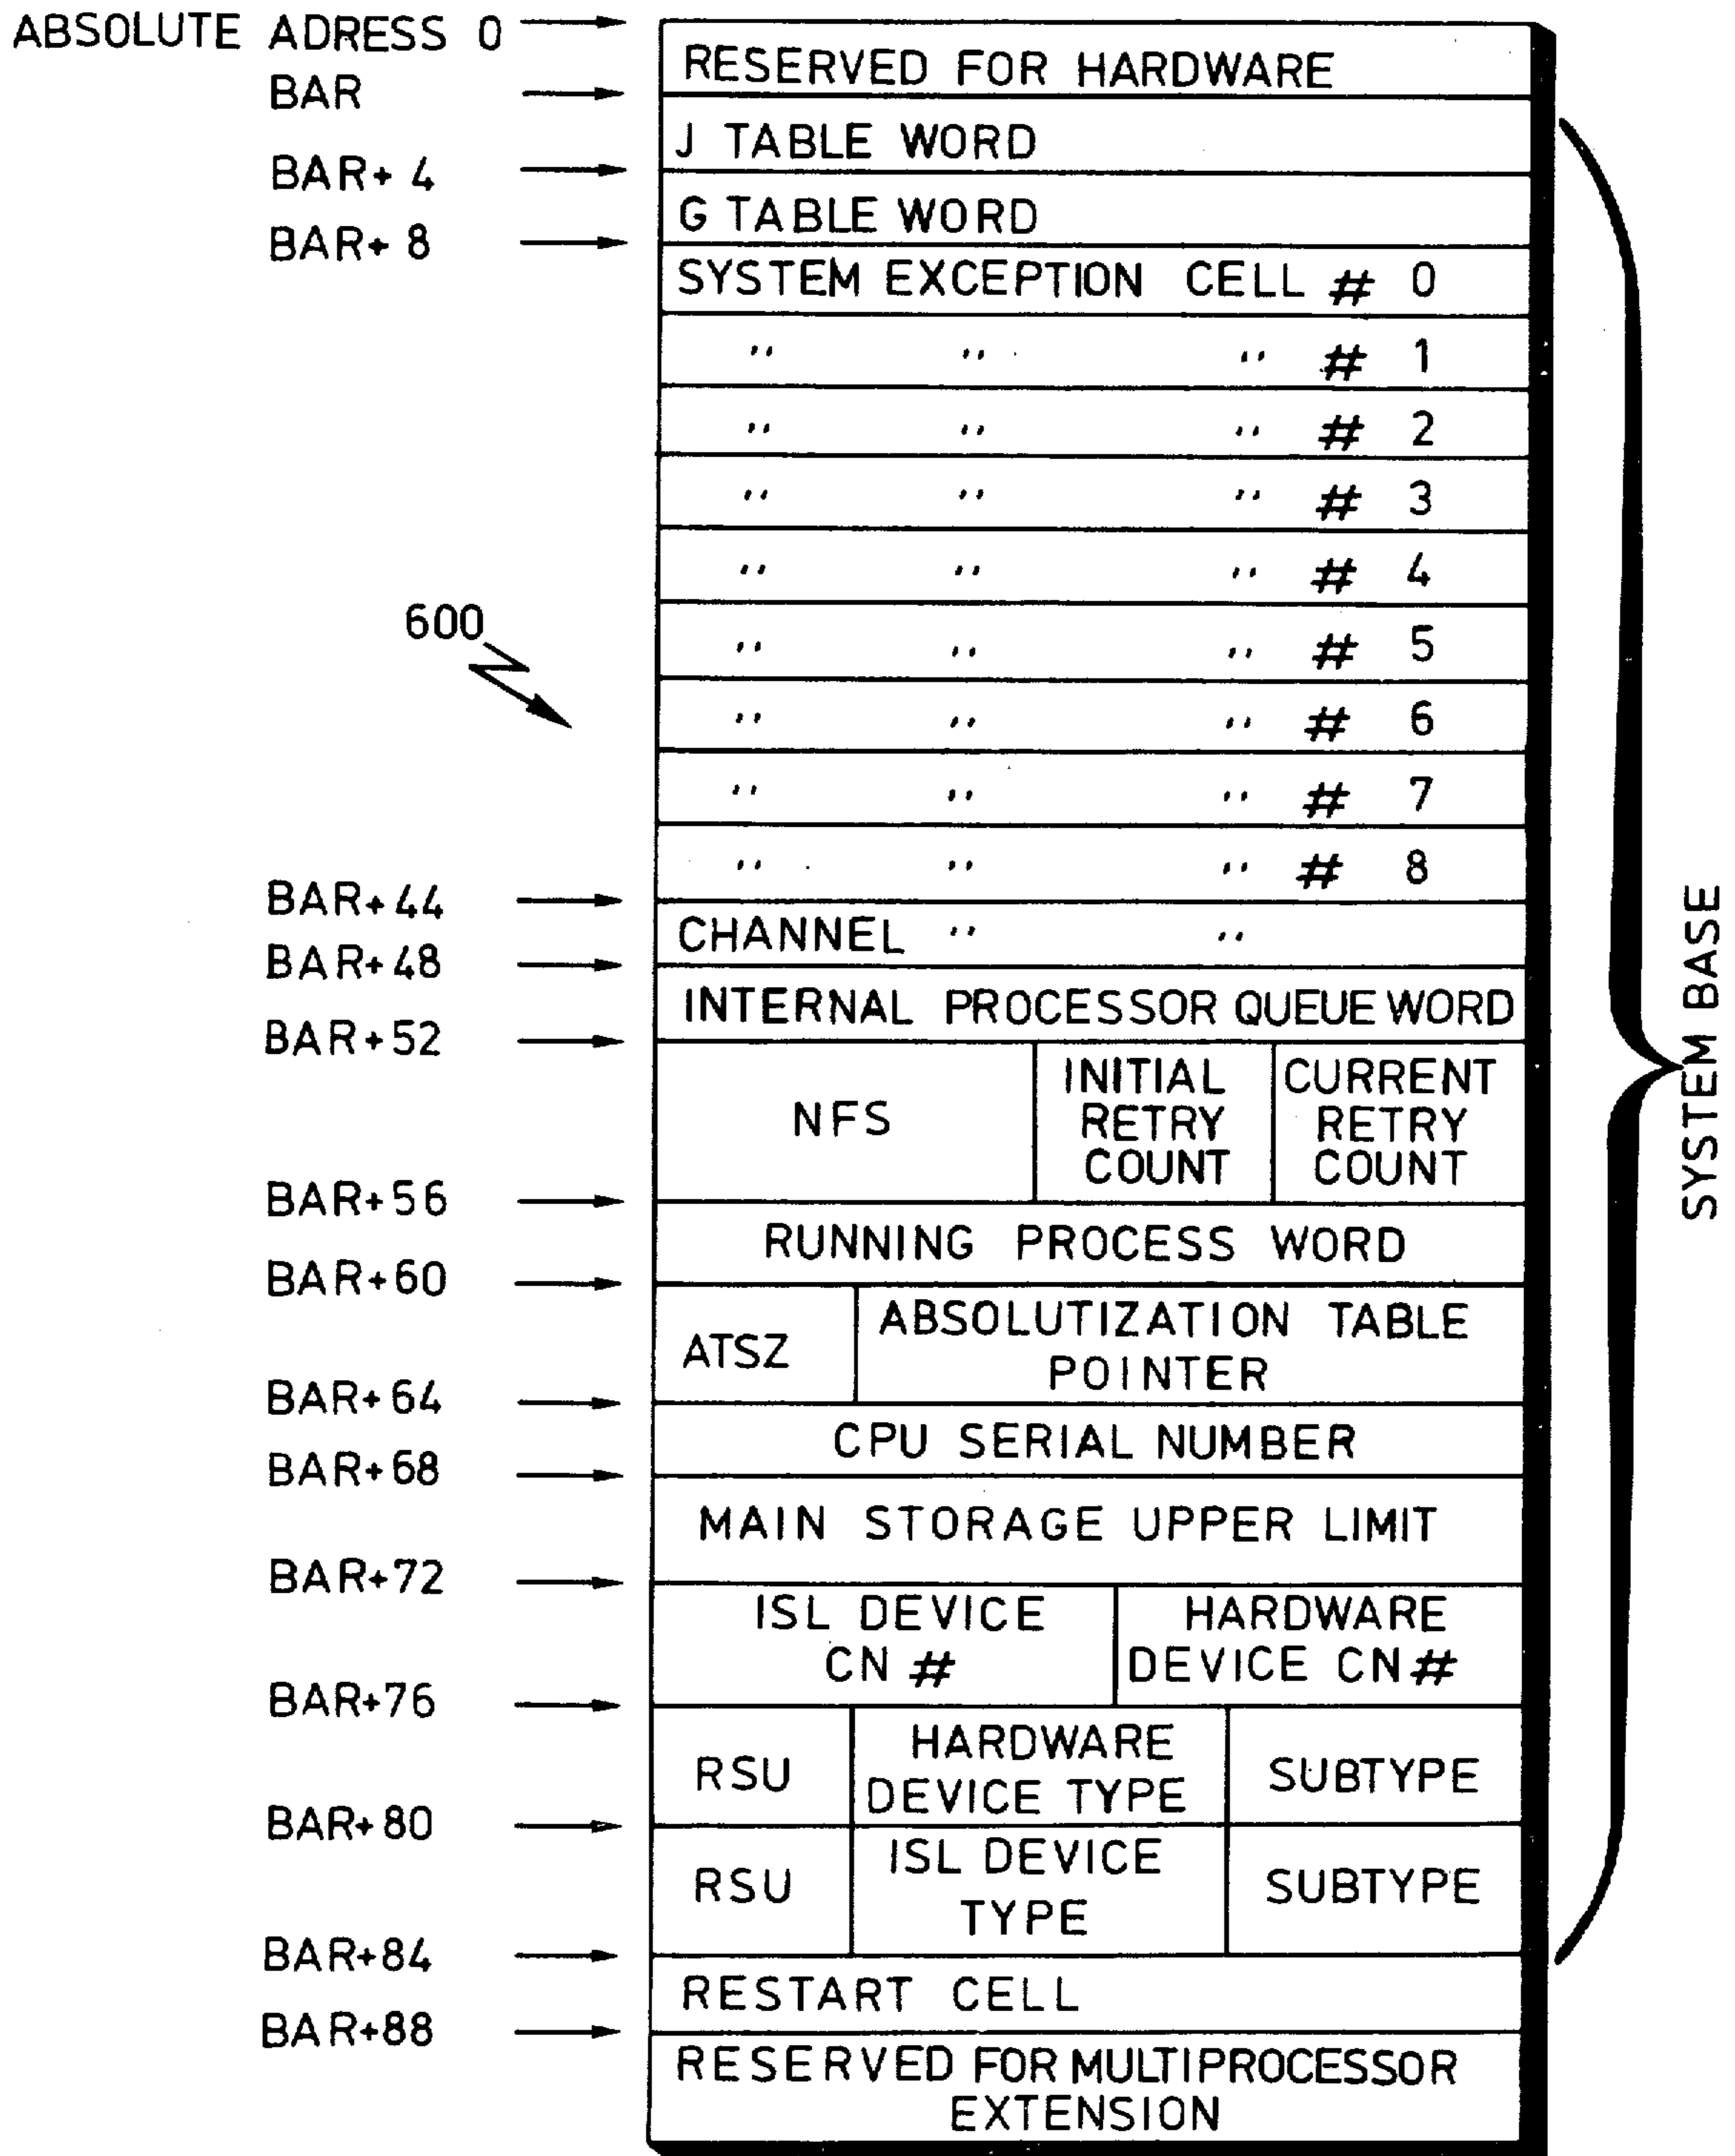 ABSOLUTE ADRESS 0
RESERVED FOR HARDWARE
BAR
J TABLE WORD
BAR+ 4
G TABLE WORD
BAR+ 8
SYSTEM EXCEPTION CELL # 0
" " " # 1
" " " # 2
" " " # 3
" " " # 4
600
" " " # 5
" " " # 6
" " " # 7
" " " # 8
BAR+44
CHANNEL " "
BAR+48
INTERNAL PROCESSOR QUEUE WORD
BAR+52
NFS
INITIAL
RETRY
COUNT
CURRENT
RETRY
COUNT
BAR+56
RUNNING PROCESS WORD
BAR+60
ATSZ
ABSOLUTIZATION TABLE
POINTER
BAR+64
CPU SERIAL NUMBER
BAR+68
MAIN STORAGE UPPER LIMIT
BAR+72
ISL DEVICE
CN #
HARDWARE
DEVICE CN#
BAR+76
RSU
HARDWARE
DEVICE TYPE
SUBTYPE
BAR+80
RSU
ISL DEVICE
TYPE
SUBTYPE
BAR+84
RESTART CELL
BAR+88
RESERVED FOR MULTIPROCESSOR
EXTENSION
SYSTEM BASE